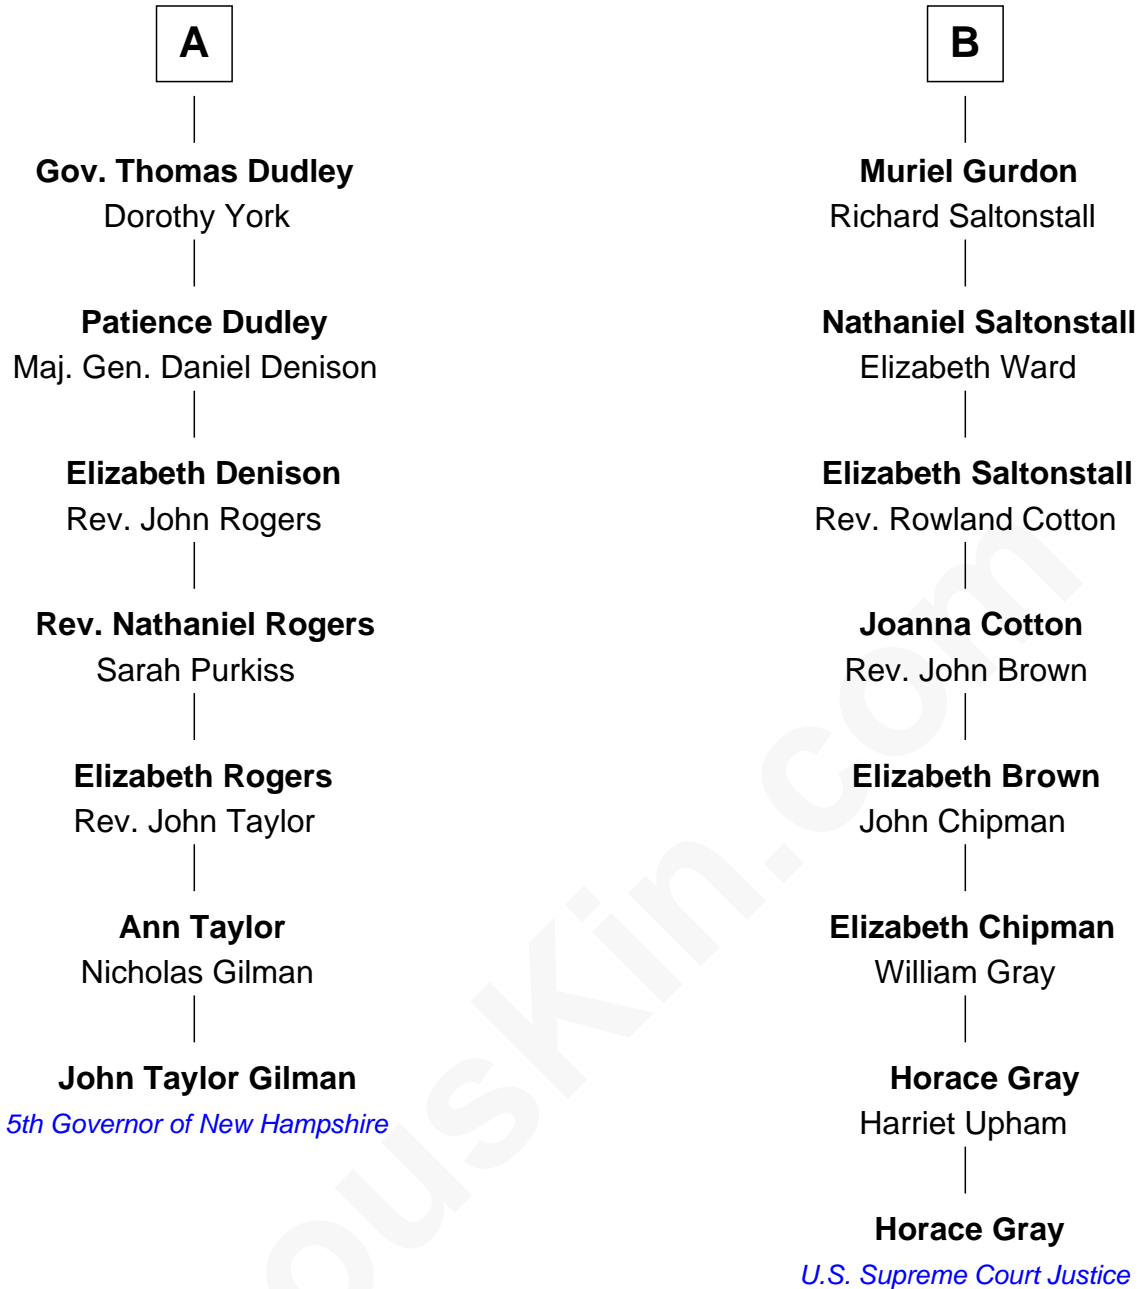 A
Gov. Thomas Dudley
Dorothy York
Patience Dudley
Maj. Gen. Daniel Denison
Elizabeth Denison
Rev. John Rogers
Rev. Nathaniel Rogers
Sarah Purkiss
Elizabeth Rogers
Rev. John Taylor
Ann Taylor
Nicholas Gilman
John Taylor Gilman
5th Governor of New Hampshire
B
Muriel Gurdon
Richard Saltonstall
Nathaniel Saltonstall
Elizabeth Ward
Elizabeth Saltonstall
Rev. Rowland Cotton
Joanna Cotton
Rev. John Brown
Elizabeth Brown
John Chipman
Elizabeth Chipman
William Gray
Horace Gray
Harriet Upham
Horace Gray
U.S. Supreme Court Justice
ousKin.com